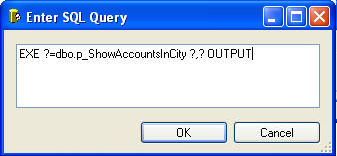 Enter SQL Query
EXE ?=dbo.p_ShowAccountsInCity ?,? OUTPUT
OK
Cancel